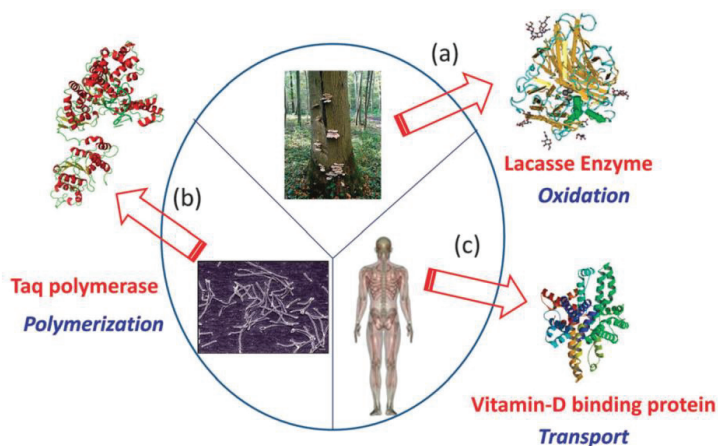 (a)
Lacasse Enzyme
Oxidation
(b)
Taq polymerase
Polymerization
(c)
Vitamin-D binding protein
Transport